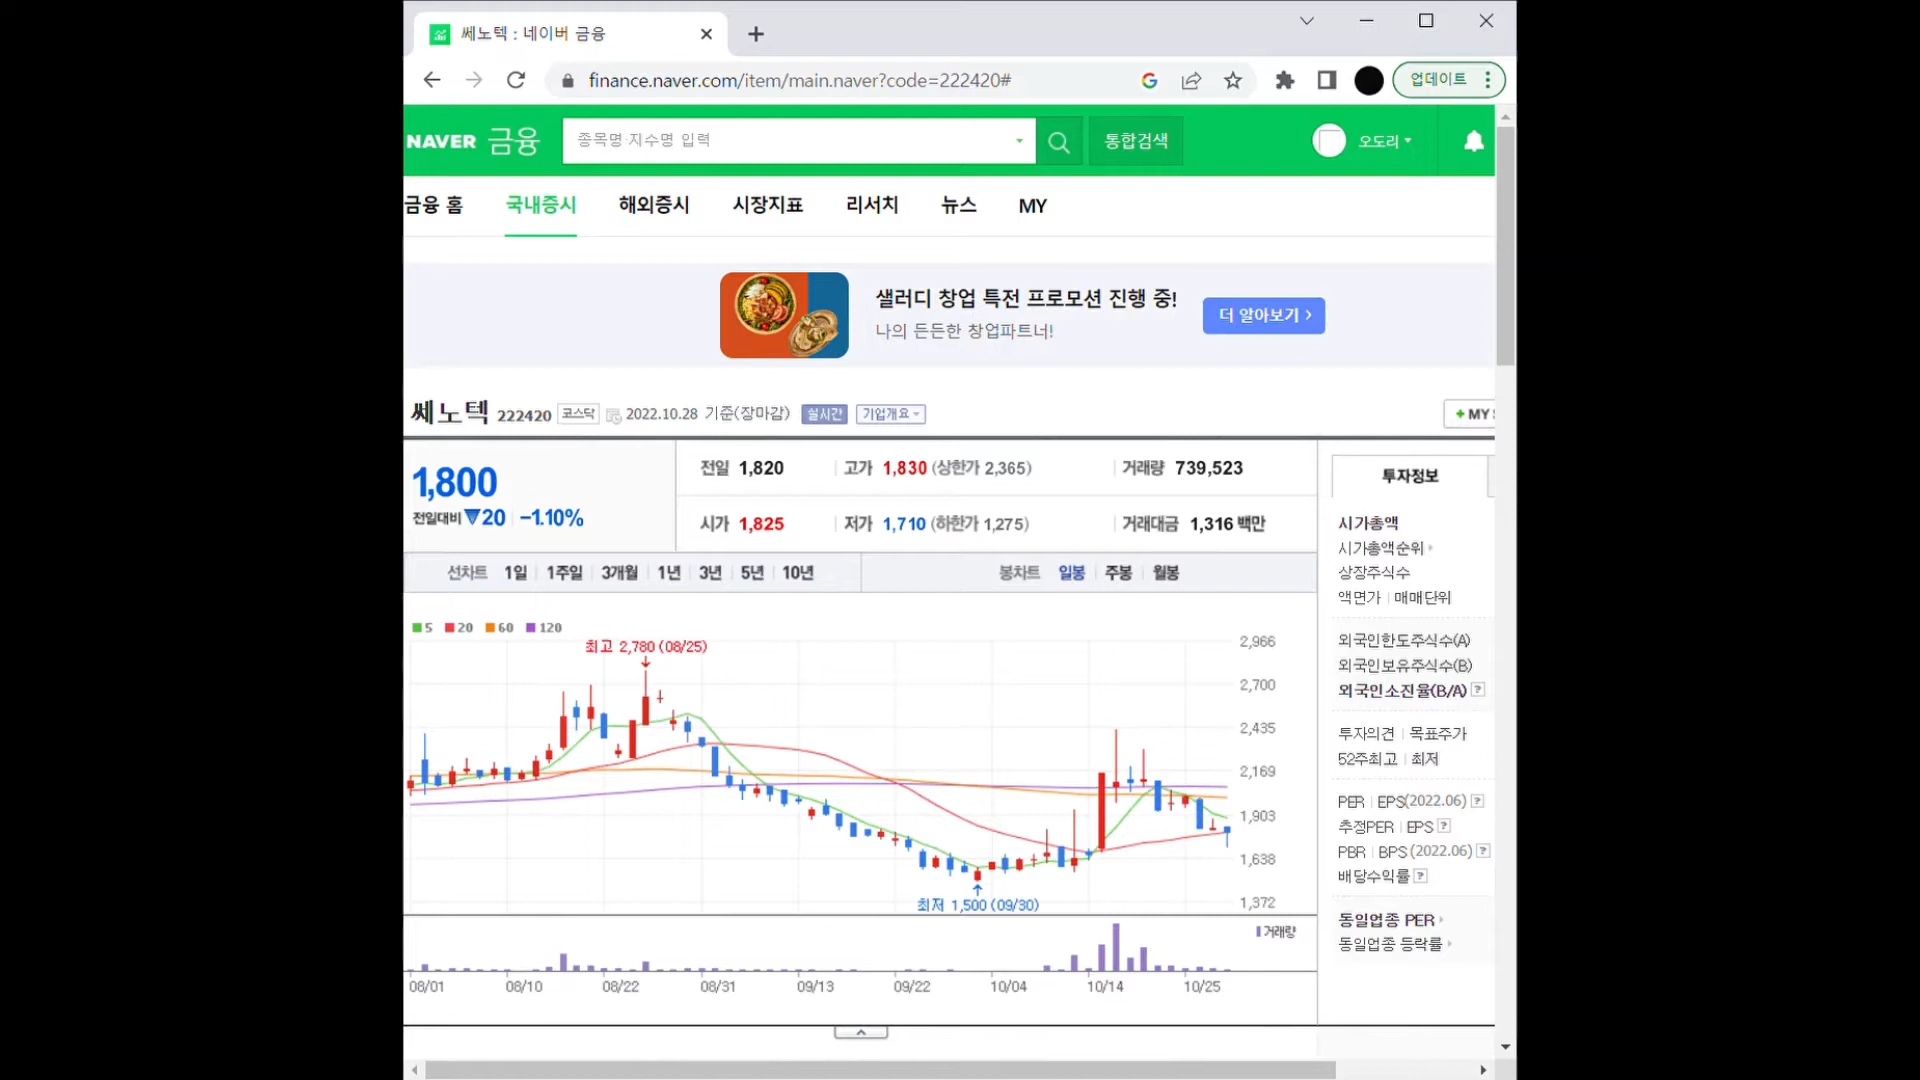 쎄노텍 : 네이버 금융
finance.naver.com/item/main.naver?code=222420#
업데이트
NAVER 금융
종목명·지수명 입력
통합검색
오도리
금융 홈 국내증시 해외증시 시장지표 리서치 뉴스 MY
샐러디 창업 특전 프로모션 진행 중!
나의 든든한 창업파트너!
더 알아보기 >
쎄노텍 222420 코스닥 2022.10.28 기준(장마감) 실시간 기업개요
+ MY
1,800
전일대비 ▼20 -1.10%
전일 1,820 고가 1,830 (상한가 2,365) 거래량 739,523
시가 1,825 저가 1,710 (하한가 1,275) 거래대금 1,316 백만
선차트 1일 1주일 3개월 1년 3년 5년 10년 봉차트 일봉 주봉 월봉
5 20 60 120
최고 2,780 (08/25)
2,966
2,700
2,435
2,169
1,903
1,638
1,372
최저 1,500 (09/30)
거래량
08/01 08/10 08/22 08/31 09/13 09/22 10/04 10/14 10/25
투자정보
시가총액
시가총액순위
상장주식수
액면가 매매단위
외국인한도주식수(A)
외국인보유주식수(B)
외국인소진율(B/A) ?
투자의견 목표주가
52주최고 최저
PER EPS(2022.06) ?
추정PER EPS ?
PBR BPS (2022.06) ?
배당수익률 ?
동일업종 PER
동일업종 등락률